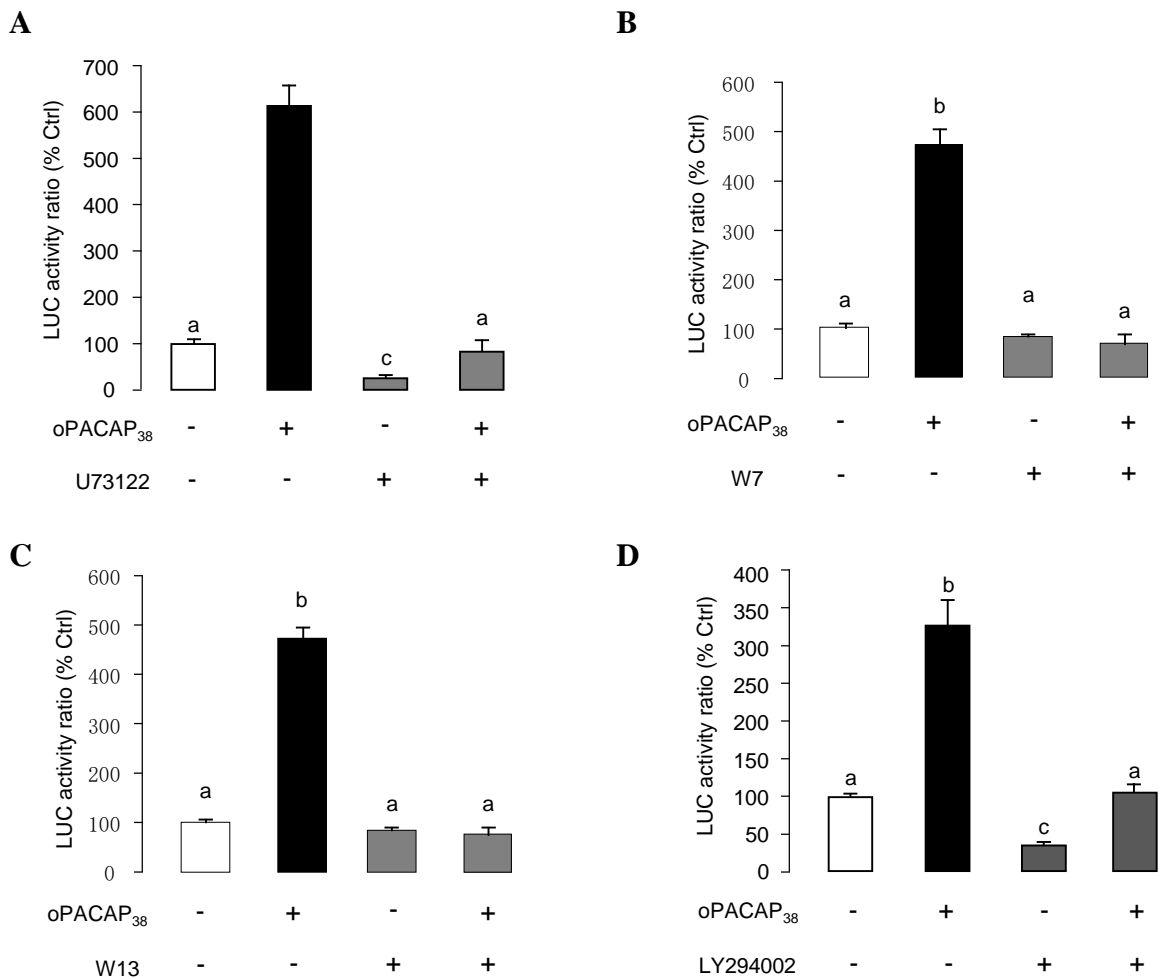 A
LUC activity ratio (% Ctrl)
700
600
500
400
300
200
100
0
a
c
a
oPACAP38 - + - +
U73122 - - + +
B
LUC activity ratio (% Ctrl)
600
500
400
300
200
100
0
a
b
a
a
oPACAP38 - + - +
W7 - - + +
C
LUC activity ratio (% Ctrl)
600
500
400
300
200
100
0
a
b
a
a
oPACAP38 - + - +
W13 - - + +
D
LUC activity ratio (% Ctrl)
400
350
300
250
200
150
100
50
0
a
b
c
a
oPACAP38 - + - +
LY294002 - - + +